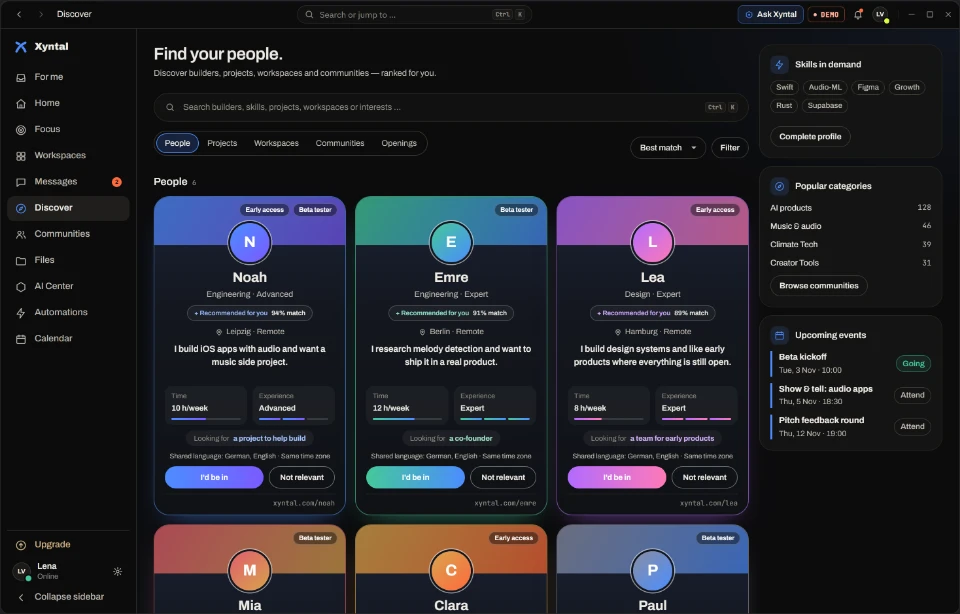 Discover
Search or jump to ...
Ctrl K
Ask Xyntal
DEMO
LV
Xyntal
For me
Home
Focus
Workspaces
Messages 2
Discover
Communities
Files
AI Center
Automations
Calendar
Upgrade
LV
Lena
Online
Collapse sidebar
Find your people.
Discover builders, projects, workspaces and communities — ranked for you.
Search builders, skills, projects, workspaces or interests ...
Ctrl K
People
Projects
Workspaces
Communities
Openings
Best match
Filter
People 6
Early access
Beta tester
N
Noah
Engineering · Advanced
+ Recommended for you 94% match
Leipzig · Remote
I build iOS apps with audio and want a
music side project.
Time
10 h/week
Experience
Advanced
Looking for a project to help build
Shared language: German, English · Same time zone
I'd be in
Not relevant
xyntal.com/noah
Beta tester
E
Emre
Engineering · Expert
+ Recommended for you 91% match
Berlin · Remote
I research melody detection and want to
ship it in a real product.
Time
12 h/week
Experience
Expert
Looking for a co-founder
Shared language: German, English · Same time zone
I'd be in
Not relevant
xyntal.com/emre
Early access
L
Lea
Design · Expert
+ Recommended for you 89% match
Hamburg · Remote
I build design systems and like early
products where everything is still open.
Time
8 h/week
Experience
Expert
Looking for a team for early products
Shared language: German, English · Same time zone
I'd be in
Not relevant
xyntal.com/lea
Beta tester
M
Mia
Early access
C
Clara
Beta tester
P
Paul
Skills in demand
Swift
Audio-ML
Figma
Growth
Rust
Supabase
Complete profile
Popular categories
AI products 128
Music & audio 46
Climate Tech 39
Creator Tools 31
Browse communities
Upcoming events
Beta kickoff
Tue, 3 Nov · 10:00
Going
Show & tell: audio apps
Thu, 5 Nov · 18:30
Attend
Pitch feedback round
Thu, 12 Nov · 19:00
Attend